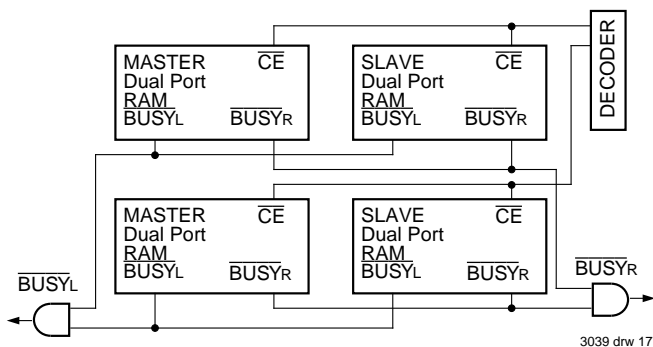 MASTER
Dual Port
RAM
BUSYL
CE
BUSYR
SLAVE
Dual Port
RAM
BUSYL
CE
BUSYR
DECODER
MASTER
Dual Port
RAM
BUSYL
CE
BUSYR
SLAVE
Dual Port
RAM
BUSYL
CE
BUSYR
BUSYL
BUSYR
3039 drw 17